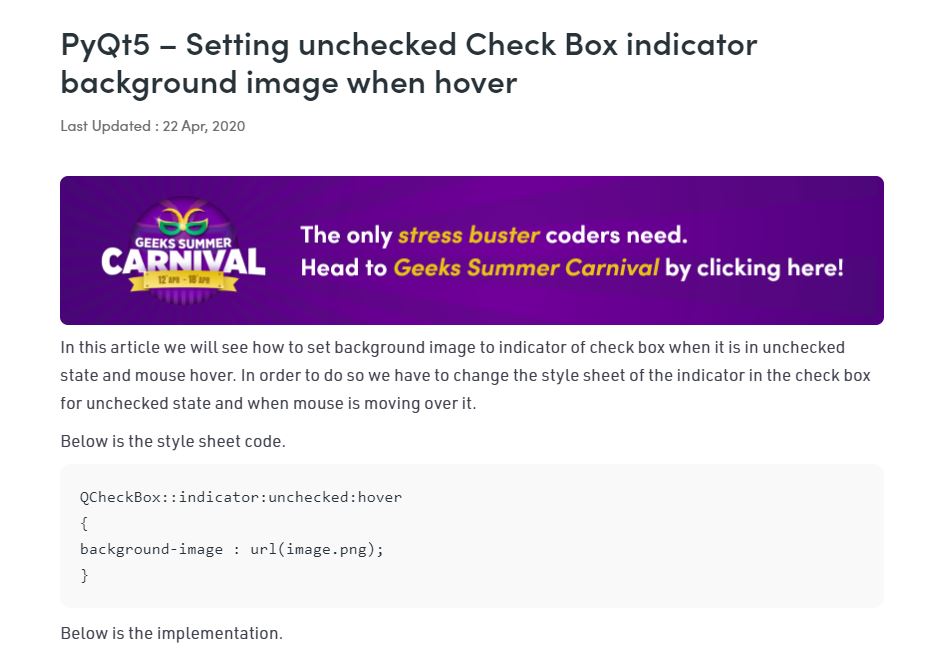 PyQt5 – Setting unchecked Check Box indicator
background image when hover
Last Updated : 22 Apr, 2020
GEEKS SUMMER
CARNIVAL
12 APR - 18 APR
The only stress buster coders need.
Head to Geeks Summer Carnival by clicking here!
In this article we will see how to set background image to indicator of check box when it is in unchecked
state and mouse hover. In order to do so we have to change the style sheet of the indicator in the check box
for unchecked state and when mouse is moving over it.
Below is the style sheet code.
QCheckBox::indicator:unchecked:hover
{
background-image : url(image.png);
}
Below is the implementation.